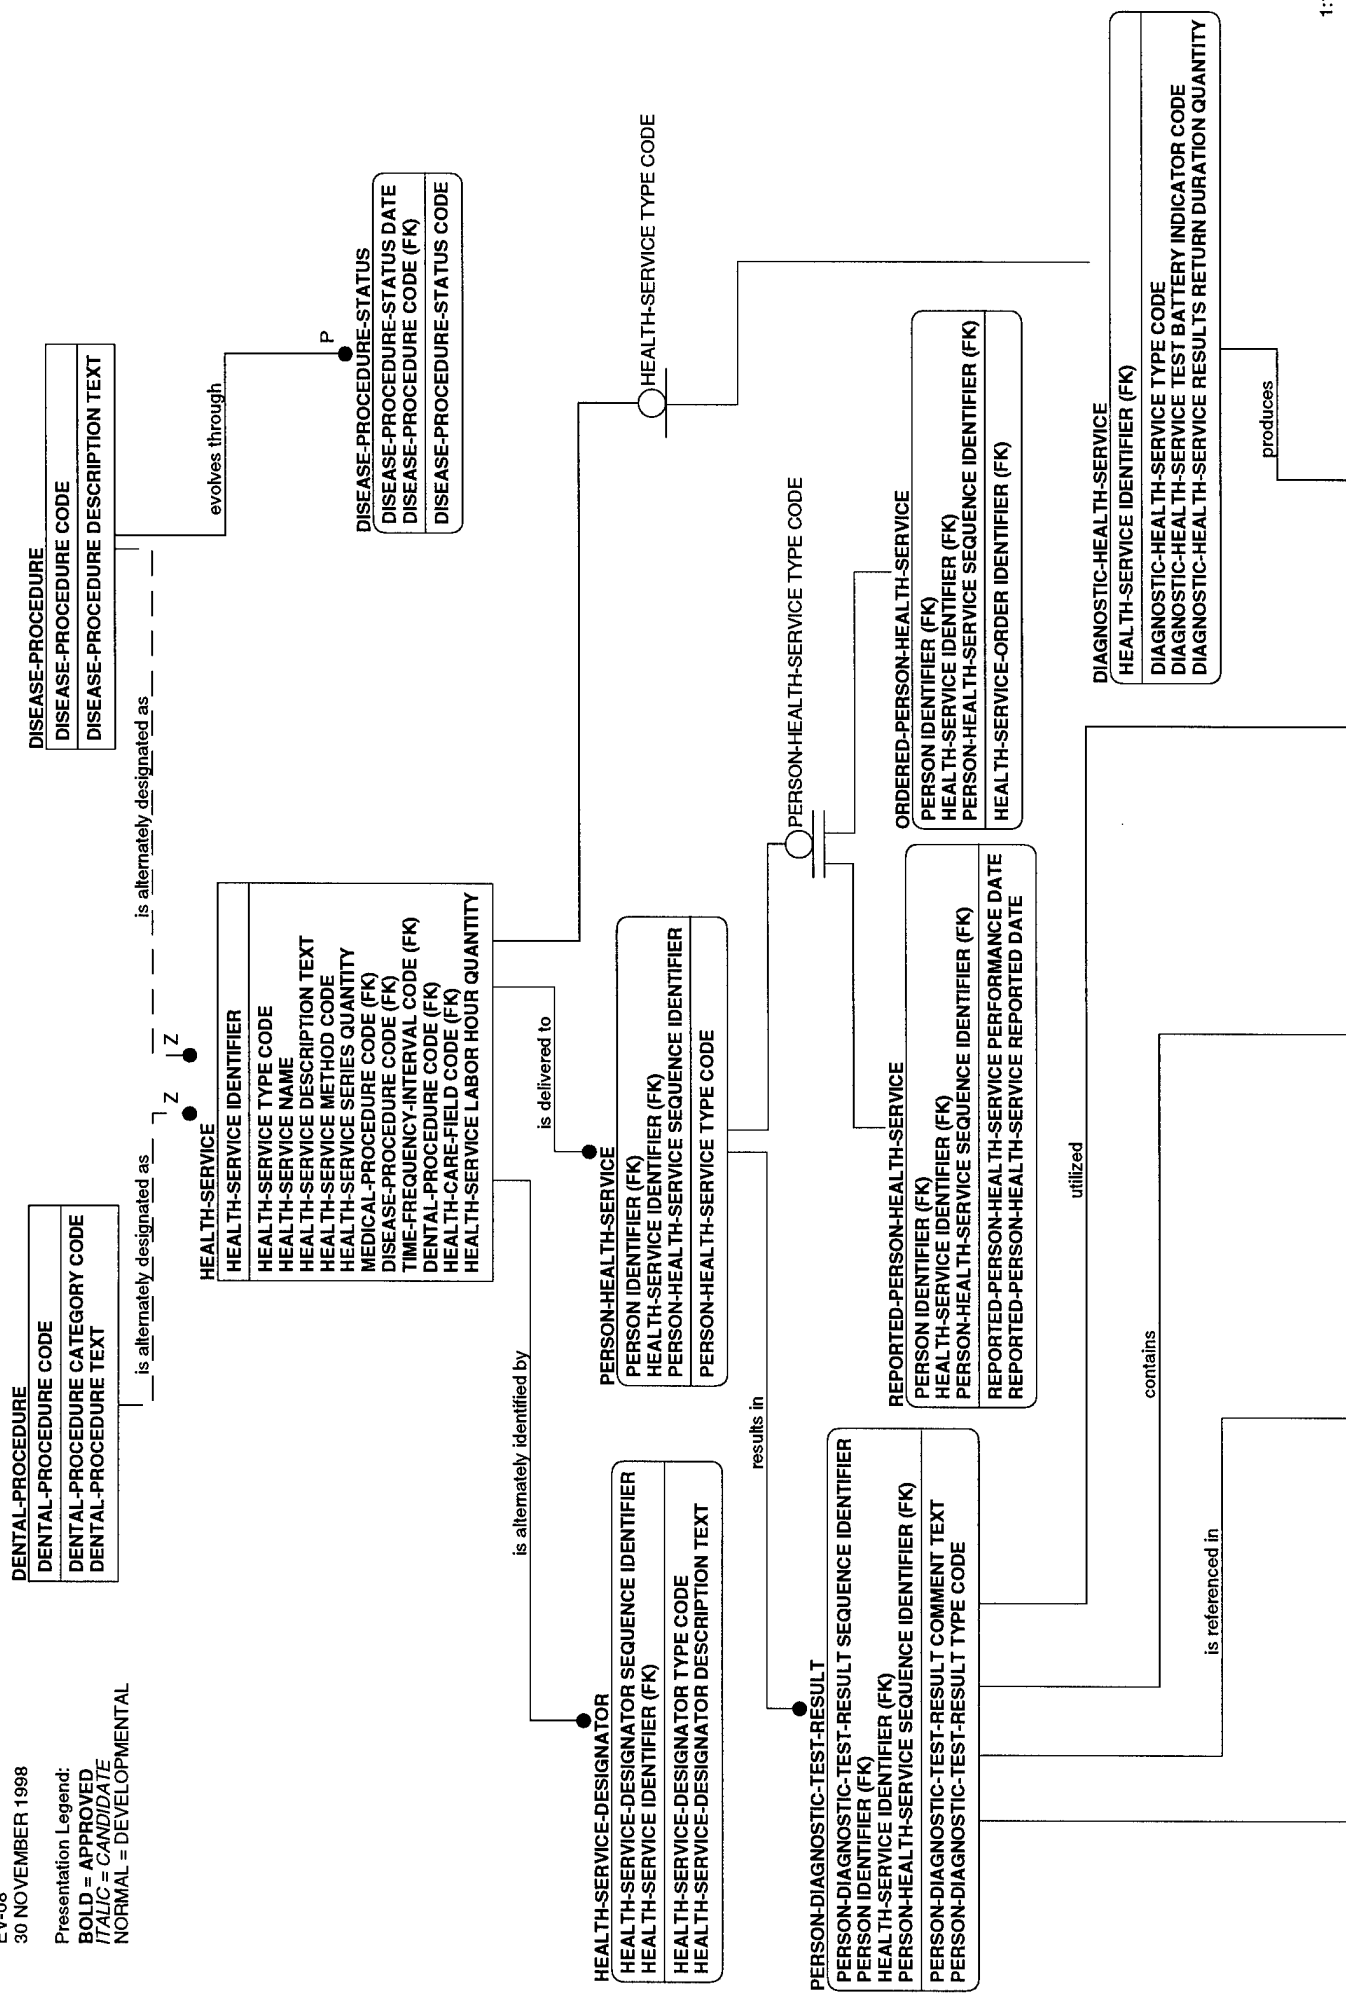 30 NOVEMBER 1998
Presentation Legend:
BOLD = APPROVED
ITALIC = CANDIDATE
NORMAL = DEVELOPMENTAL
DENTAL-PROCEDURE
DENTAL-PROCEDURE CODE
DENTAL-PROCEDURE CATEGORY CODE
DENTAL-PROCEDURE TEXT
is alternately designated as
Z
DISEASE-PROCEDURE
DISEASE-PROCEDURE CODE
DISEASE-PROCEDURE DESCRIPTION TEXT
is alternately designated as
Z
evolves through
P
DISEASE-PROCEDURE-STATUS
DISEASE-PROCEDURE-STATUS DATE
DISEASE-PROCEDURE CODE (FK)
DISEASE-PROCEDURE-STATUS CODE
HEALTH-SERVICE
HEALTH-SERVICE IDENTIFIER
HEALTH-SERVICE TYPE CODE
HEALTH-SERVICE NAME
HEALTH-SERVICE DESCRIPTION TEXT
HEALTH-SERVICE METHOD CODE
HEALTH-SERVICE SERIES QUANTITY
MEDICAL-PROCEDURE CODE (FK)
DISEASE-PROCEDURE CODE (FK)
TIME-FREQUENCY-INTERVAL CODE (FK)
DENTAL-PROCEDURE CODE (FK)
HEALTH-CARE-FIELD CODE (FK)
HEALTH-SERVICE LABOR HOUR QUANTITY
is alternately identified by
is delivered to
HEALTH-SERVICE TYPE CODE
HEALTH-SERVICE-DESIGNATOR
HEALTH-SERVICE-DESIGNATOR SEQUENCE IDENTIFIER
HEALTH-SERVICE IDENTIFIER (FK)
HEALTH-SERVICE-DESIGNATOR TYPE CODE
HEALTH-SERVICE-DESIGNATOR DESCRIPTION TEXT
PERSON-HEALTH-SERVICE
PERSON IDENTIFIER (FK)
HEALTH-SERVICE IDENTIFIER (FK)
PERSON-HEALTH-SERVICE SEQUENCE IDENTIFIER
PERSON-HEALTH-SERVICE TYPE CODE
results in
PERSON-HEALTH-SERVICE TYPE CODE
PERSON-DIAGNOSTIC-TEST-RESULT
PERSON-DIAGNOSTIC-TEST-RESULT SEQUENCE IDENTIFIER
PERSON IDENTIFIER (FK)
HEALTH-SERVICE IDENTIFIER (FK)
PERSON-HEALTH-SERVICE SEQUENCE IDENTIFIER (FK)
PERSON-DIAGNOSTIC-TEST-RESULT COMMENT TEXT
PERSON-DIAGNOSTIC-TEST-RESULT TYPE CODE
REPORTED-PERSON-HEALTH-SERVICE
PERSON IDENTIFIER (FK)
HEALTH-SERVICE IDENTIFIER (FK)
PERSON-HEALTH-SERVICE SEQUENCE IDENTIFIER (FK)
REPORTED-PERSON-HEALTH-SERVICE PERFORMANCE DATE
REPORTED-PERSON-HEALTH-SERVICE REPORTED DATE
ORDERED-PERSON-HEALTH-SERVICE
PERSON IDENTIFIER (FK)
HEALTH-SERVICE IDENTIFIER (FK)
PERSON-HEALTH-SERVICE SEQUENCE IDENTIFIER (FK)
HEALTH-SERVICE-ORDER IDENTIFIER (FK)
utilized
contains
is referenced in
DIAGNOSTIC-HEALTH-SERVICE
HEALTH-SERVICE IDENTIFIER (FK)
DIAGNOSTIC-HEALTH-SERVICE TYPE CODE
DIAGNOSTIC-HEALTH-SERVICE TEST BATTERY INDICATOR CODE
DIAGNOSTIC-HEALTH-SERVICE RESULTS RETURN DURATION QUANTITY
produces